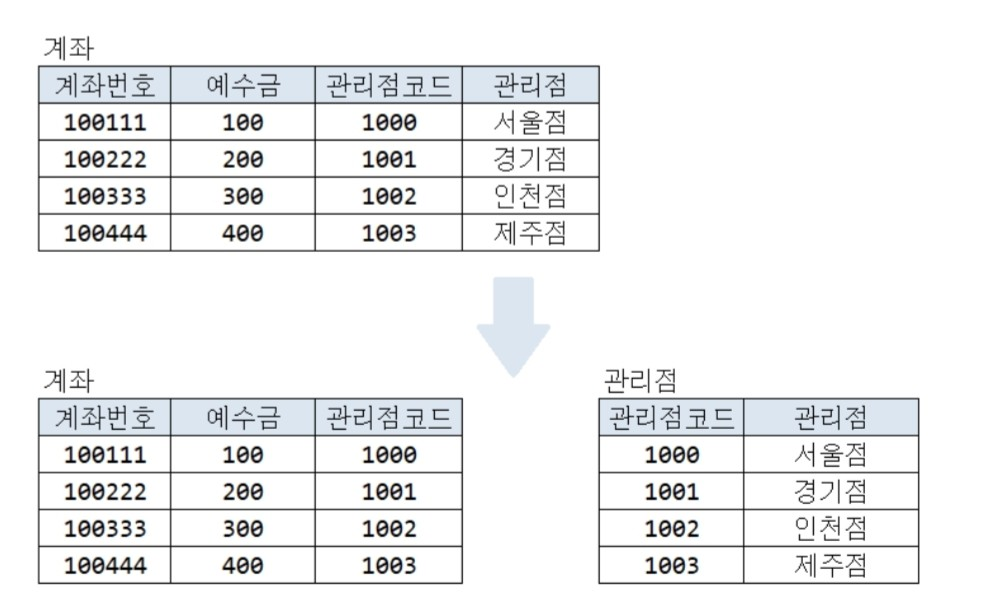 계좌
계좌번호 예수금 관리점코드 관리점
100111 100 1000 서울점
100222 200 1001 경기점
100333 300 1002 인천점
100444 400 1003 제주점
계좌
계좌번호 예수금 관리점코드
100111 100 1000
100222 200 1001
100333 300 1002
100444 400 1003
관리점
관리점코드 관리점
1000 서울점
1001 경기점
1002 인천점
1003 제주점